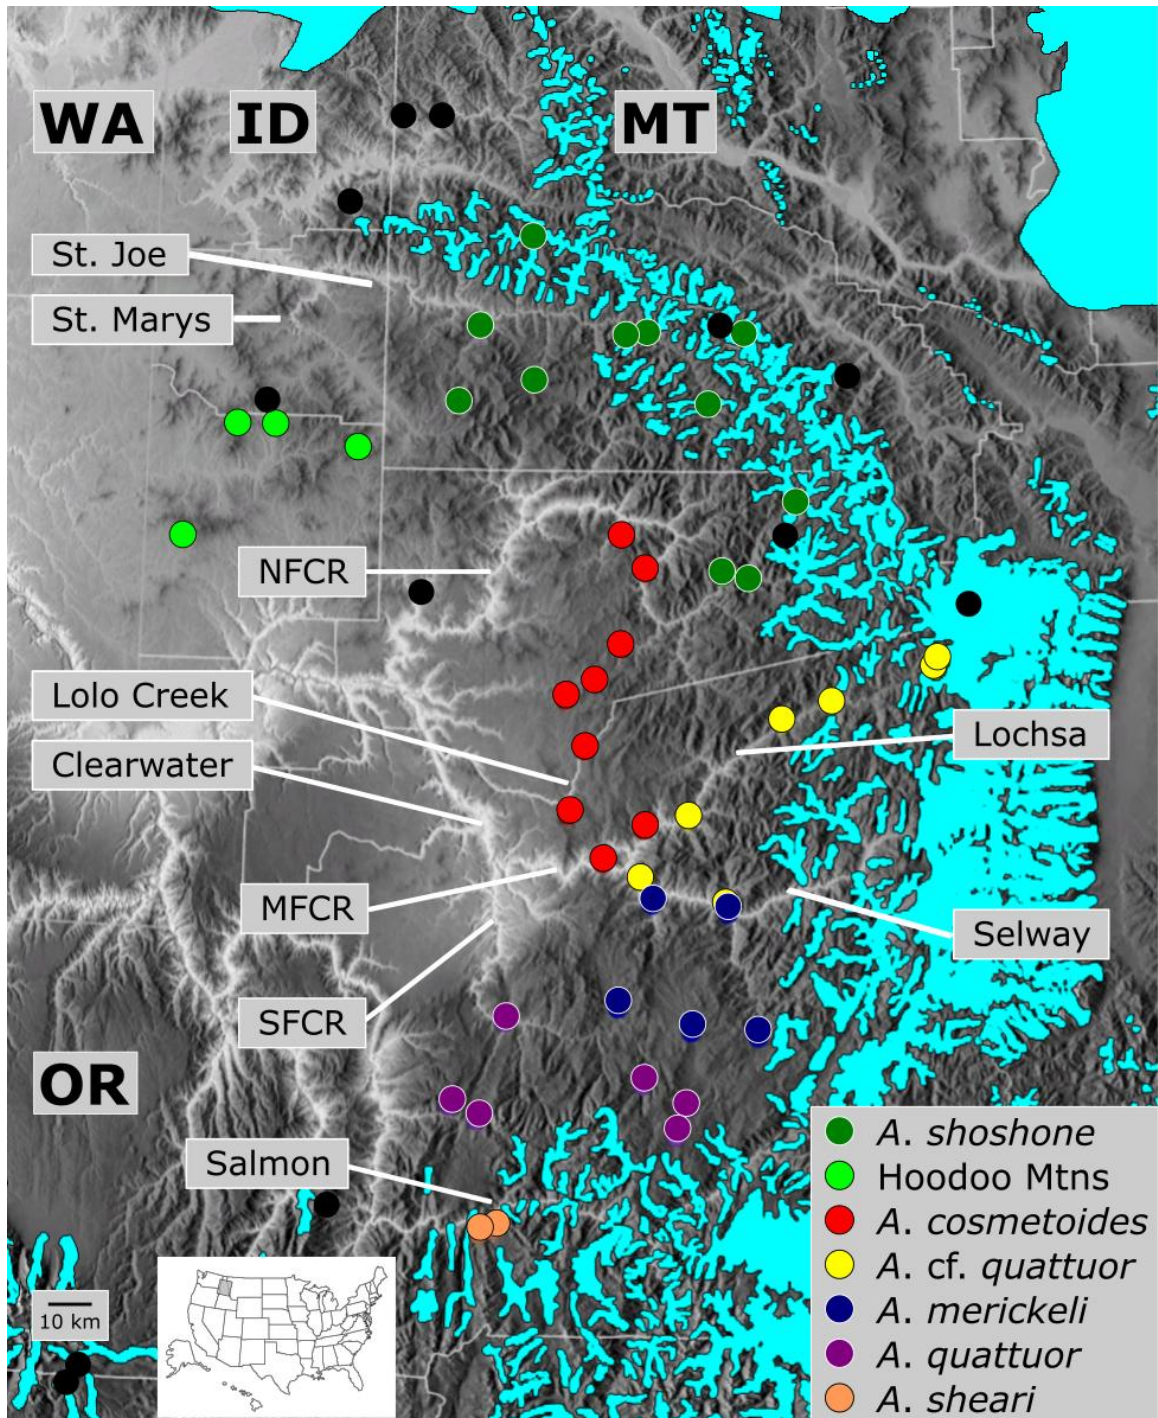 WA
ID
MT
St. Joe
St. Marys
NFCR
Lolo Creek
Clearwater
Lochsa
MFCR
Selway
SFCR
OR
Salmon
10 km
A. shoshone
Hoodoo Mtns
A. cosmetoides
A. cf. quattuor
A. merickeli
A. quattuor
A. sheari